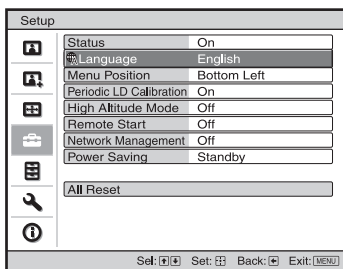 Setup
Status On
Language English
Menu Position Bottom Left
Periodic LD Calibration On
High Altitude Mode Off
Remote Start Off
Network Management Off
Power Saving Standby
All Reset
Sel: Set: Back: Exit: MENU